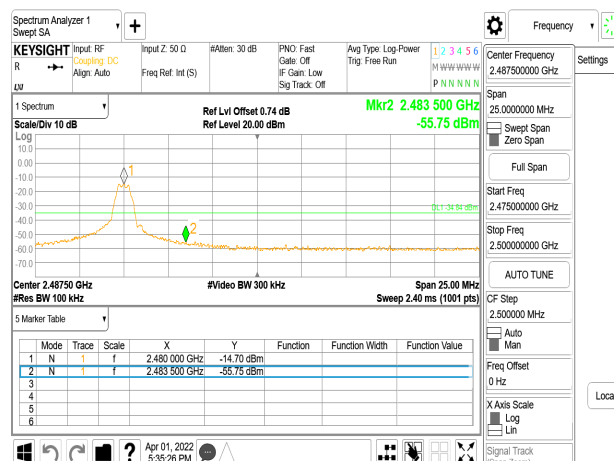 Spectrum Analyzer 1
Swept SA
Frequency
KEYSIGHT Input: RF Input Z: 50 Ω #Atten: 30 dB PNO: Fast Avg Type: Log-Power 1 2 3 4 5 6
R Coupling: DC Gate: Off Trig: Free Run M W W W W W
Align: Auto Freq Ref: Int (S) IF Gain: Low
Sig Track: Off P N N N N N
1 Spectrum
Ref Lvl Offset 0.74 dB Mkr2 2.483 500 GHz
Scale/Div 10 dB Ref Level 20.00 dBm -55.75 dBm
Log
10.0
0.00
-10.0
-20.0
-30.0
-40.0
-50.0
-60.0
-70.0
1
2
DL1 -34.84 dBm
Center 2.48750 GHz #Video BW 300 kHz Span 25.00 MHz
#Res BW 100 kHz Sweep 2.40 ms (1001 pts)
5 Marker Table
Mode Trace Scale X Y Function Function Width Function Value
1 N 1 f 2.480 000 GHz -14.70 dBm
2 N 1 f 2.483 500 GHz -55.75 dBm
3
4
5
6
?
Apr 01, 2022
5:35:26 PM
Center Frequency
2.487500000 GHz
Settings
Span
25.0000000 MHz
Swept Span
Zero Span
Full Span
Start Freq
2.475000000 GHz
Stop Freq
2.500000000 GHz
AUTO TUNE
CF Step
2.500000 MHz
Auto
Man
Freq Offset
0 Hz
X Axis Scale
Log
Lin
Loca
Signal Track